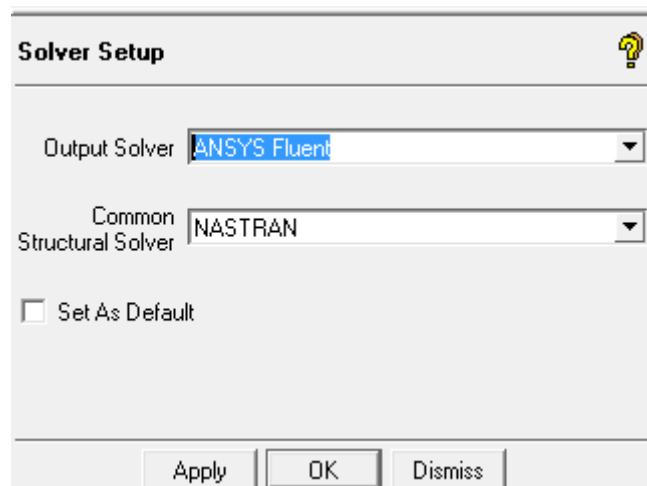 Solver Setup
Output Solver ANSYS Fluent
Common
Structural Solver NASTRAN
Set As Default
Apply OK Dismiss